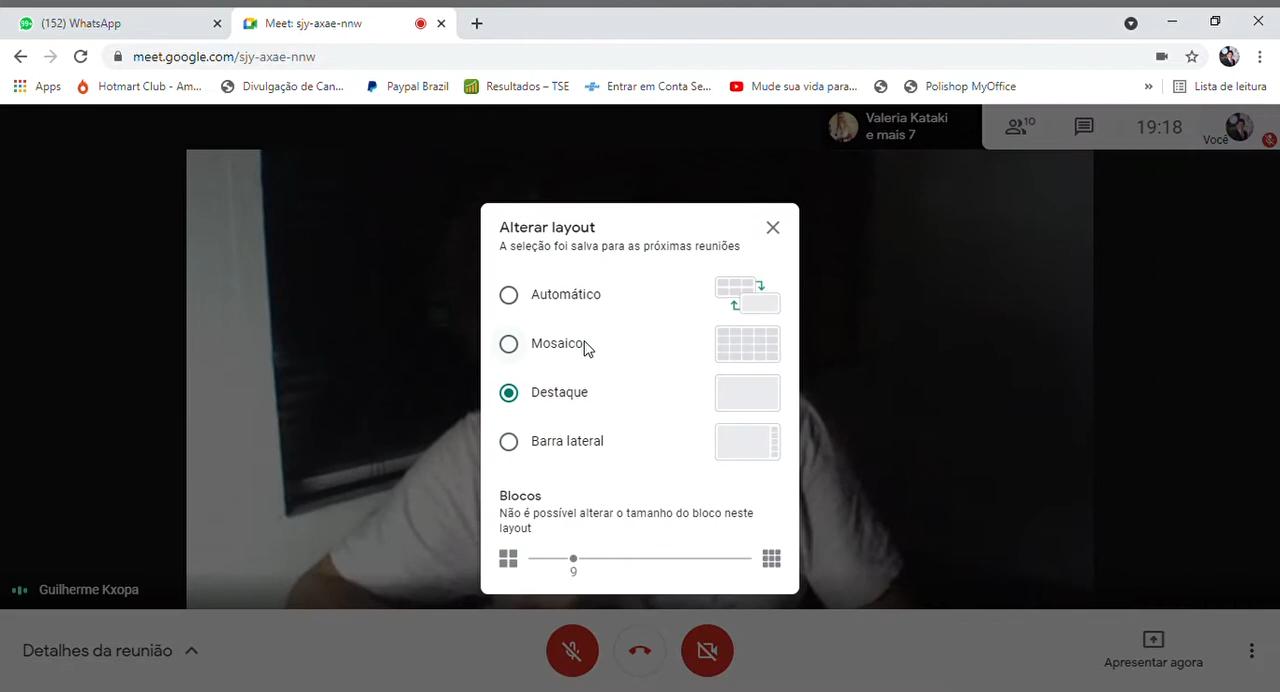 99+ (152) WhatsApp
Meet: sjy-axae-nnw
meet.google.com/sjy-axae-nnw
Apps Hotmart Club - Am... Divulgação de Can... Paypal Brazil Resultados – TSE Entrar em Conta Se... Mude sua vida para... Polishop MyOffice » Lista de leitura
Valeria Kataki
e mais 7
10
19:18
Você
Alterar layout
A seleção foi salva para as próximas reuniões
Automático
Mosaico
Destaque
Barra lateral
Blocos
Não é possível alterar o tamanho do bloco neste
layout
9
Guilherme Kxopa
Detalhes da reunião
Apresentar agora